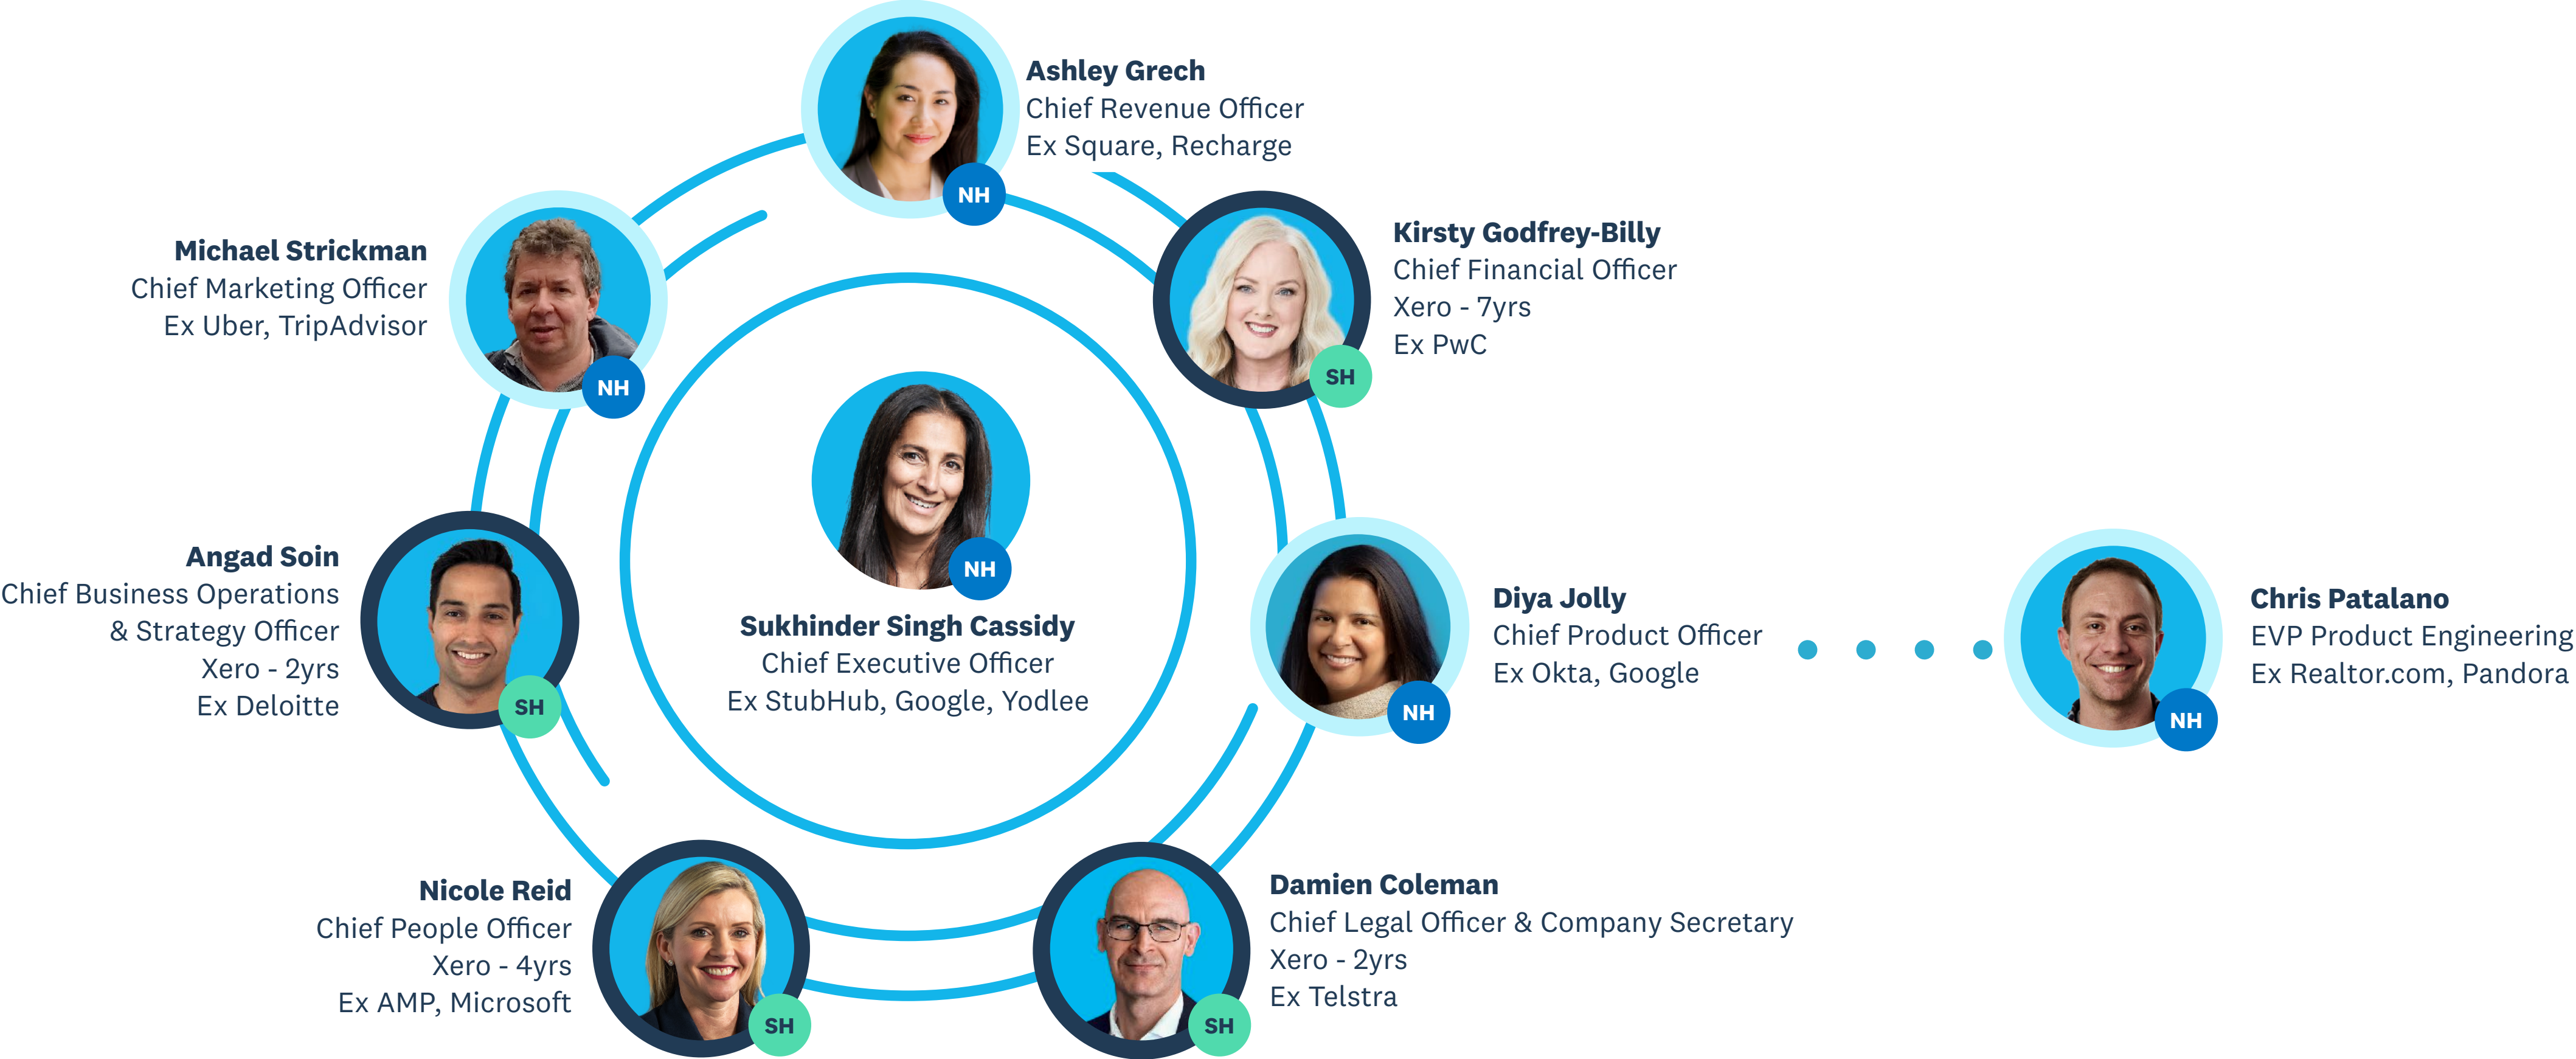 Ashley Grech
Chief Revenue Officer
Ex Square, Recharge
NH
Michael Strickman
Chief Marketing Officer
Ex Uber, TripAdvisor
NH
Kirsty Godfrey-Billy
Chief Financial Officer
Xero - 7yrs
Ex PwC
SH
NH
Sukhinder Singh Cassidy
Chief Executive Officer
Ex StubHub, Google, Yodlee
Angad Soin
Chief Business Operations
& Strategy Officer
Xero - 2yrs
Ex Deloitte
SH
Diya Jolly
Chief Product Officer
Ex Okta, Google
NH
Chris Patalano
EVP Product Engineering
Ex Realtor.com, Pandora
NH
Nicole Reid
Chief People Officer
Xero - 4yrs
Ex AMP, Microsoft
SH
Damien Coleman
Chief Legal Officer & Company Secretary
Xero - 2yrs
Ex Telstra
SH